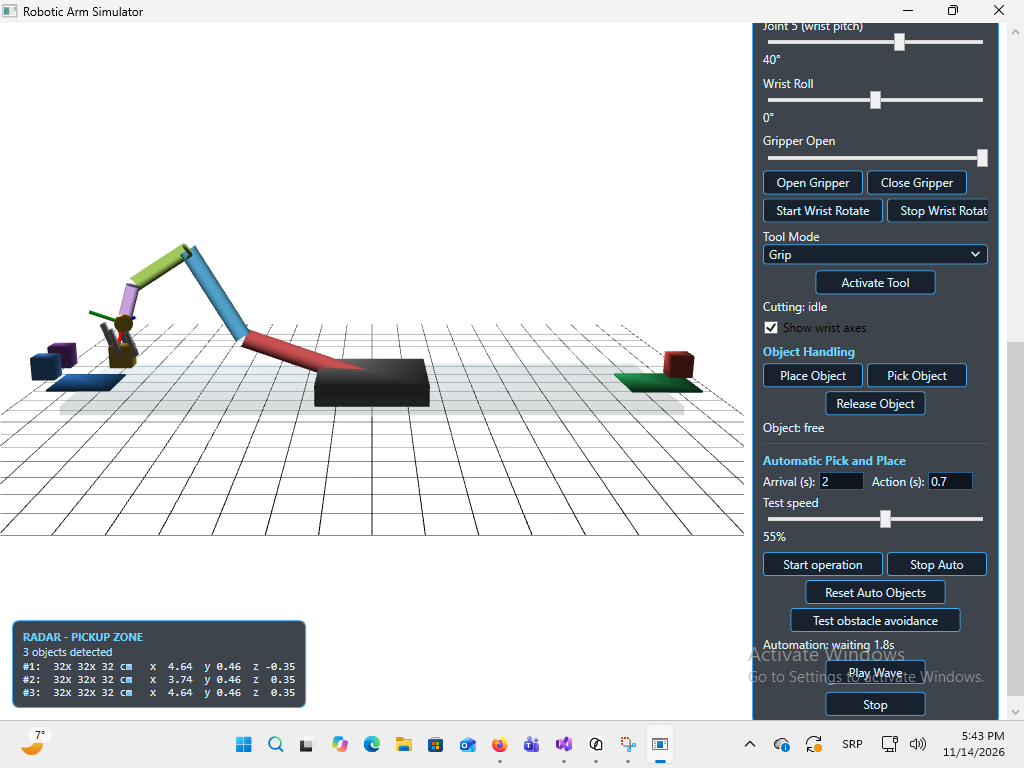 Robotic Arm Simulator
Joint 5 (wrist pitch)
40°
Wrist Roll
0°
Gripper Open
Open Gripper Close Gripper
Start Wrist Rotate Stop Wrist Rotat
Tool Mode
Grip
Activate Tool
Cutting: idle
Show wrist axes
Object Handling
Place Object Pick Object
Release Object
Object: free
Automatic Pick and Place
Arrival (s): 2 Action (s): 0.7
Test speed
55%
Start operation Stop Auto
Reset Auto Objects
Test obstacle avoidance
Automation: waiting 1.8s
Play Wave
Stop
Activate Windows
Go to Settings to activate Windows.
RADAR - PICKUP ZONE
3 objects detected
#1: 32x 32x 32 cm x 4.64 y 0.46 z -0.35
#2: 32x 32x 32 cm x 3.74 y 0.46 z 0.35
#3: 32x 32x 32 cm x 4.64 y 0.46 z 0.35
7°
SRP
5:43 PM
11/14/2026